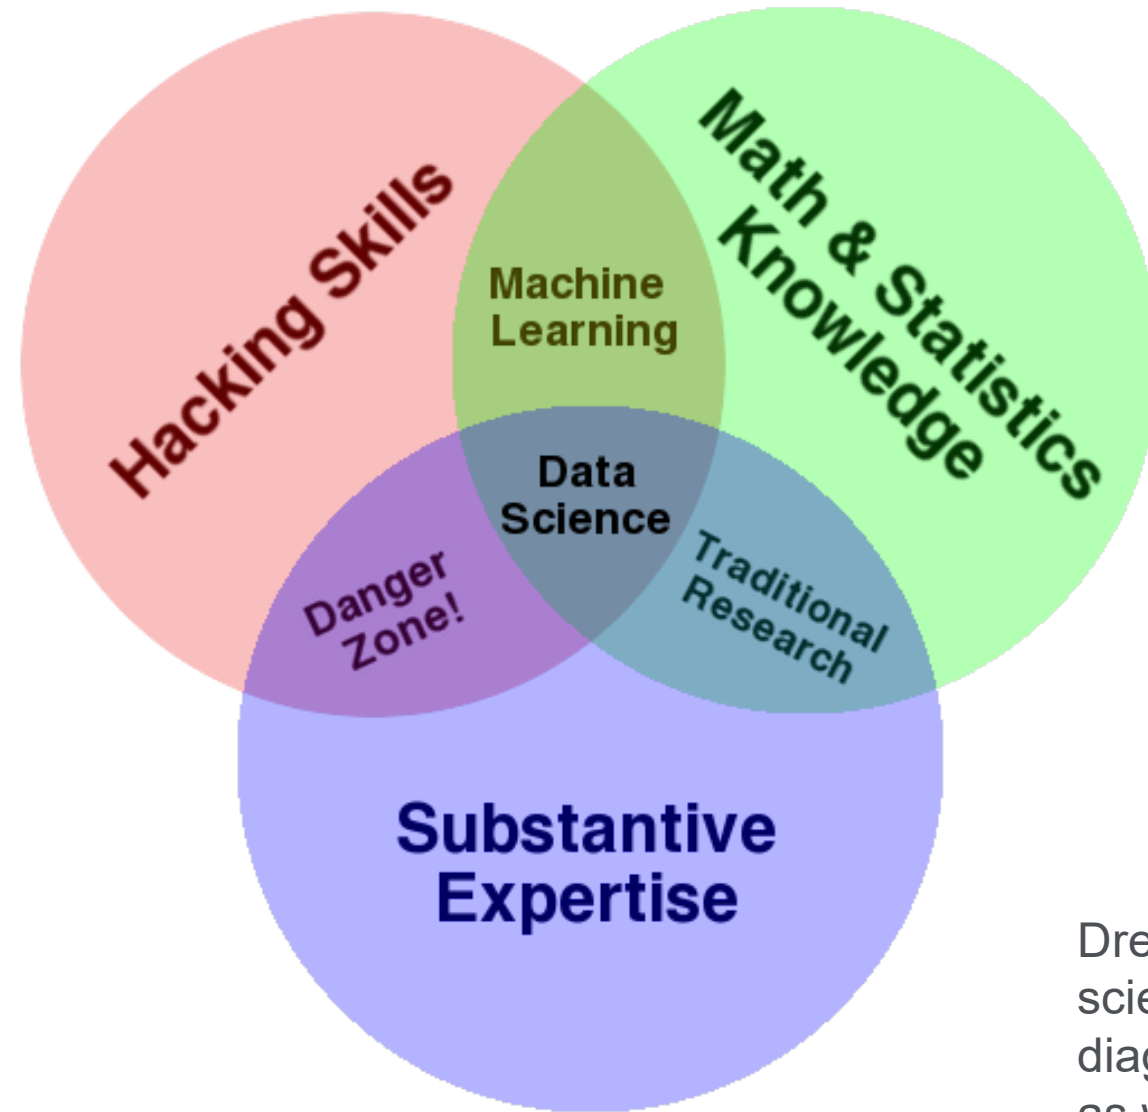 Hacking Skills
Math & Statistics
Knowledge
Machine
Learning
Data
Science
Danger
Zone!
Traditional
Research
Substantive
Expertise